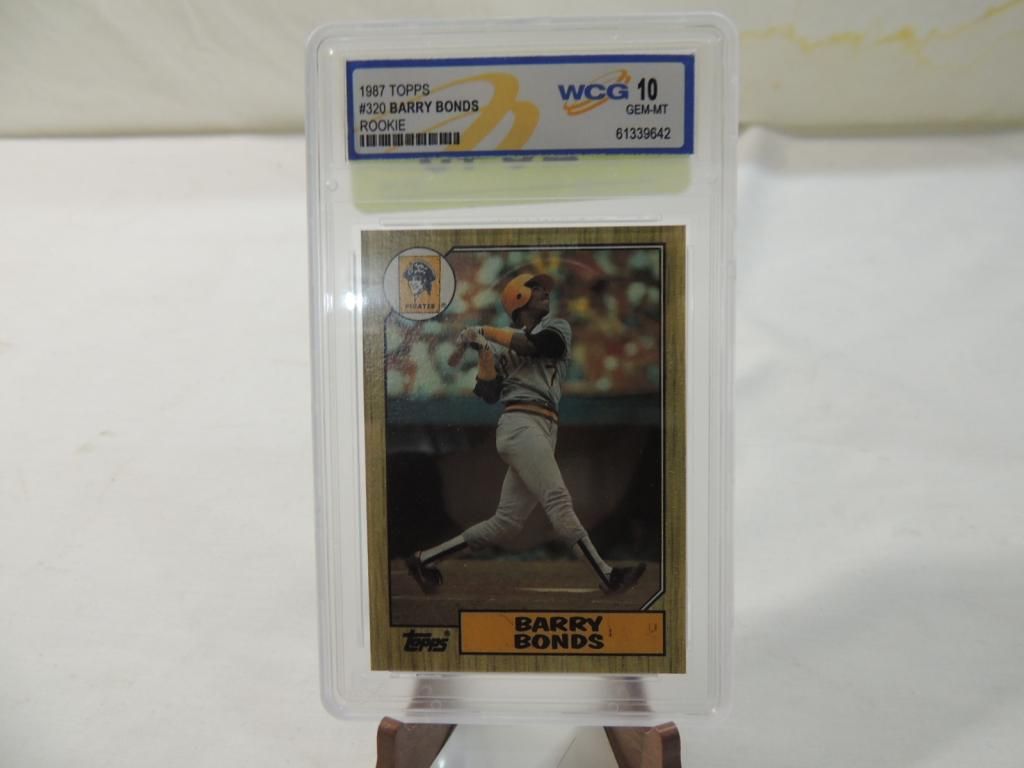 1987 TOPPS
#320 BARRY BONDS
ROOKIE
WCG 10
GEM-MT
61339642
PIRATES
BARRY
BONDS
Topps